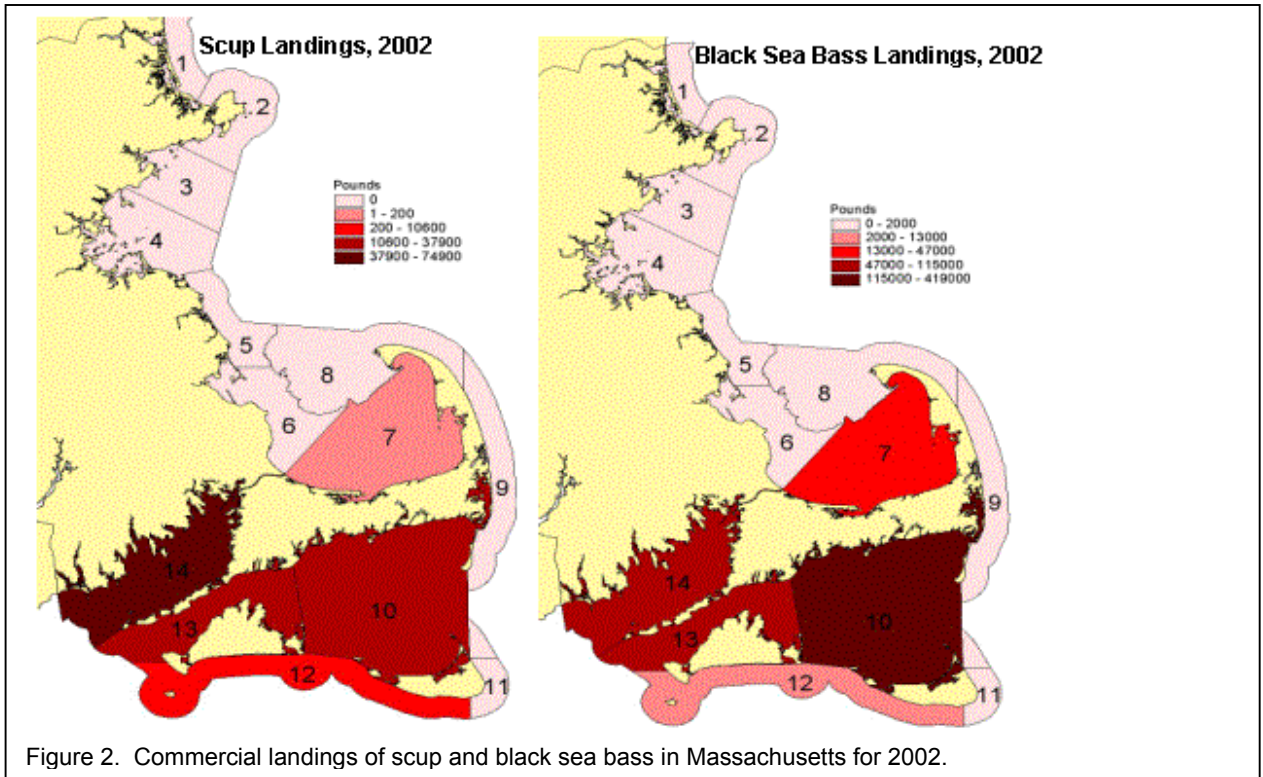 Scup Landings, 2002
1
2
3
4
5
6
7
8
9
10
11
12
13
14
Pounds
0
1 - 200
200 - 10600
10600 - 37900
37900 - 74900
Black Sea Bass Landings, 2002
1
2
3
4
5
6
7
8
9
10
11
12
13
14
Pounds
0 - 2000
2000 - 13000
13000 - 47000
47000 - 115000
115000 - 419000
Figure 2. Commercial landings of scup and black sea bass in Massachusetts for 2002.